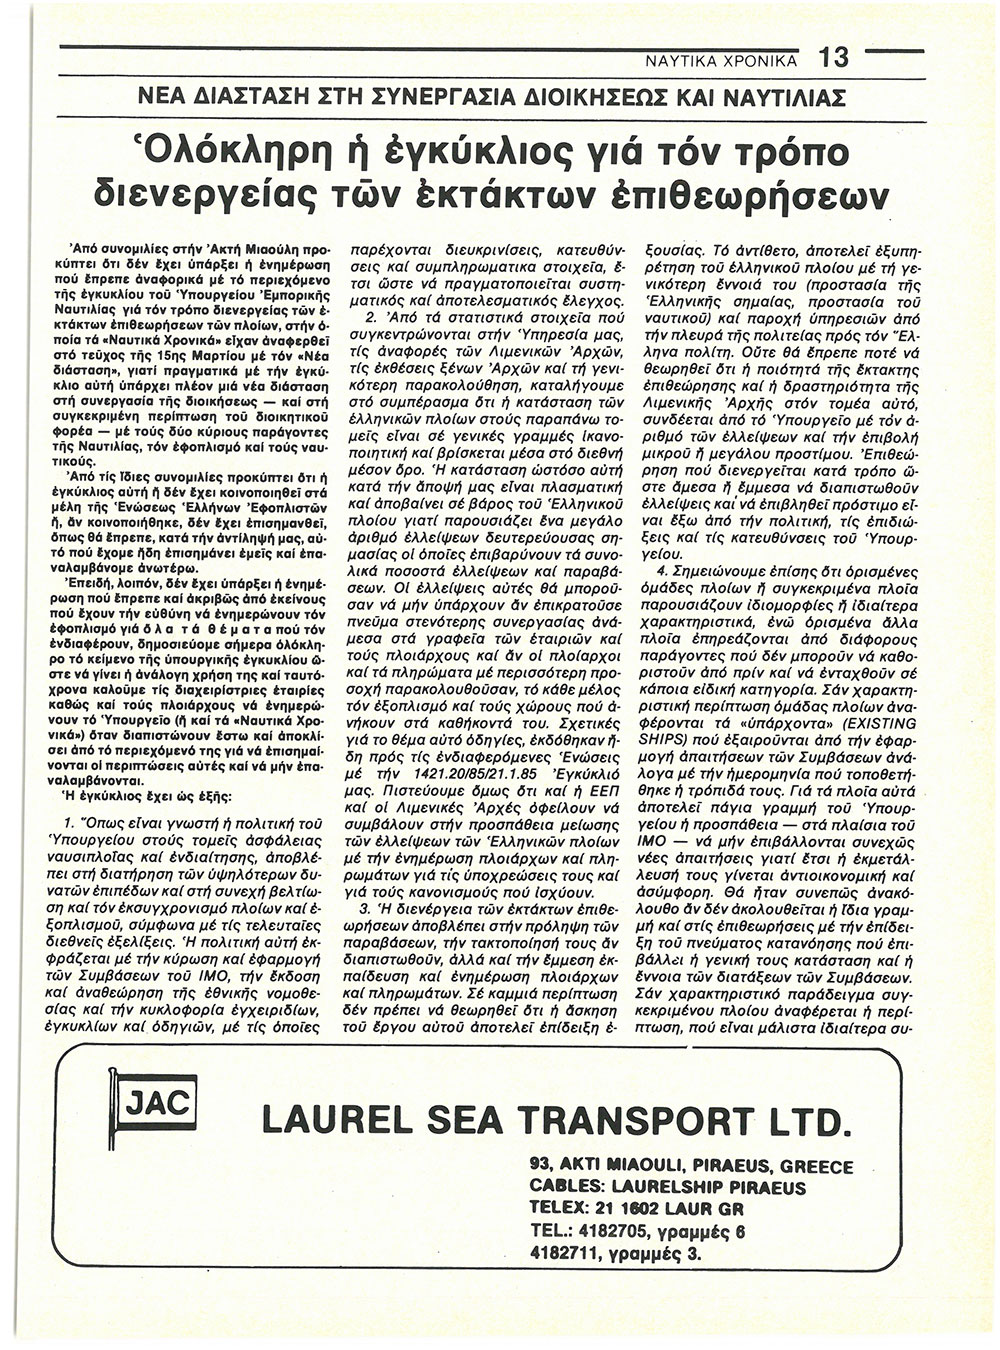 ΝΑΥΤΙΚΑ ΧΡΟΝΙΚΑ 13
ΝΕΑ ΔΙΑΣΤΑΣΗ ΣΤΗ ΣΥΝΕΡΓΑΣΙΑ ΔΙΟΙΚΗΣΕΩΣ ΚΑΙ ΝΑΥΤΙΛΙΑΣ
Ὁλόκληρη ἡ ἐγκύκλιος γιά τόν τρόπο
διενεργείας τῶν ἐκτάκτων ἐπιθεωρήσεων
Ἀπό συνομιλίες στήν Ἀκτή Μιαούλη προ-
κύπτει ὅτι δέν ἔχει ὑπάρξει ἡ ἐνημέρωση
πού ἔπρεπε ἀναφορικά μέ τό περιεχόμενο
τῆς ἐγκυκλίου τοῦ Ὑπουργείου Ἐμπορικῆς
Ναυτιλίας γιά τόν τρόπο διενεργείας τῶν ἐ-
κτάκτων ἐπιθεωρήσεων τῶν πλοίων, στήν ὁ-
ποία τά «Ναυτικά Χρονικά» εἶχαν ἀναφερθεῖ
στό τεῦχος τῆς 15ης Μαρτίου μέ τόν «Νέα
διάσταση», γιατί πραγματικά μέ τήν ἐγκύ-
κλιο αὐτή ὑπάρχει πλέον μιά νέα διάσταση
στή συνεργασία τῆς διοικήσεως — καί στή
συγκεκριμένη περίπτωση τοῦ διοικητικοῦ
φορέα — μέ τούς δύο κύριους παράγοντες
τῆς Ναυτιλίας, τόν ἐφοπλισμό καί τούς ναυ-
τικούς.
Ἀπό τίς ἴδιες συνομιλίες προκύπτει ὅτι ἡ
ἐγκύκλιος αὐτή ἤ δέν ἔχει κοινοποιηθεῖ στά
μέλη τῆς Ἑνώσεως Ἑλλήνων Ἐφοπλιστῶν
ἤ, ἄν κοινοποιήθηκε, δέν ἔχει ἐπισημανθεῖ,
ὅπως θά ἔπρεπε, κατά τήν ἀντίληψή μας, αὐ-
τό πού ἔχομε ἤδη ἐπισημάνει ἐμεῖς καί ἐπα-
ναλαμβάνομε ἀνωτέρω.
Ἐπειδή, λοιπόν, δέν ἔχει ὑπάρξει ἡ ἐνημέ-
ρωση πού ἔπρεπε καί ἀκριβῶς ἀπό ἐκείνους
πού ἔχουν τήν εὐθύνη νά ἐνημερώνουν τόν
ἐφοπλισμό γιά ὅ λ α τ ά θ έ μ α τ α πού τόν
ἐνδιαφέρουν, δημοσιεύομε σήμερα ὁλόκλη-
ρο τό κείμενο τῆς ὑπουργικῆς ἐγκυκλίου ὥ-
στε νά γίνει ἡ ἀνάλογη χρήση της καί ταυτό-
χρονα καλοῦμε τίς διαχειρίστριες ἑταιρίες
καθώς καί τούς πλοιάρχους νά ἐνημερώ-
νουν τό Ὑπουργεῖο (ἤ καί τά «Ναυτικά Χρο-
νικά») ὅταν διαπιστώνουν ἔστω καί ἀποκλί-
σει ἀπό τό περιεχόμενό της γιά νά ἐπισημαί-
νονται οἱ περιπτώσεις αὐτές καί νά μήν ἐπα-
ναλαμβάνονται.
Ἡ ἐγκύκλιος ἔχει ὡς ἑξῆς:
1. Ὅπως εἶναι γνωστή ἡ πολιτική τοῦ
Ὑπουργείου στούς τομεῖς ἀσφάλειας
ναυσιπλοΐας καί ἐνδιαίτησης, ἀποβλέ-
πει στή διατήρηση τῶν ὑψηλότερων δυ-
νατῶν ἐπιπέδων καί στή συνεχή βελτίω-
ση καί τόν ἐκσυγχρονισμό πλοίων καί ἐ-
ξοπλισμοῦ, σύμφωνα μέ τίς τελευταῖες
διεθνεῖς ἐξελίξεις. Ἡ πολιτική αὐτή ἐκ-
φράζεται μέ τήν κύρωση καί ἐφαρμογή
τῶν Συμβάσεων τοῦ ΙΜΟ, τήν ἔκδοση
καί ἀναθεώρηση τῆς ἐθνικῆς νομοθε-
σίας καί τήν κυκλοφορία ἐγχειριδίων,
ἐγκυκλίων καί ὁδηγιῶν, μέ τίς ὁποῖες
παρέχονται διευκρινίσεις, κατευθύν-
σεις καί συμπληρωματικα στοιχεῖα, ἔ-
τσι ὥστε νά πραγματοποιεῖται συστη-
ματικός καί ἀποτελεσματικός ἔλεγχος.
2. Ἀπό τά στατιστικά στοιχεῖα πού
συγκεντρώνονται στήν Ὑπηρεσία μας,
τίς ἀναφορές τῶν Λιμενικῶν Ἀρχῶν,
τίς ἐκθέσεις ξένων Ἀρχῶν καί τή γενι-
κότερη παρακολούθηση, καταλήγουμε
στό συμπέρασμα ὅτι ἡ κατάσταση τῶν
ἑλληνικῶν πλοίων στούς παραπάνω το-
μεῖς εἶναι σέ γενικές γραμμές ἱκανο-
ποιητική καί βρίσκεται μέσα στό διεθνῆ
μέσον ὅρο. Ἡ κατάσταση ὡστόσο αὐτή
κατά τήν ἄποψή μας εἶναι πλασματική
καί ἀποβαίνει σέ βάρος τοῦ Ἑλληνικοῦ
πλοίου γιατί παρουσιάζει ἕνα μεγάλο
ἀριθμό ἐλλείψεων δευτερεύουσας ση-
μασίας οἱ ὁποῖες ἐπιβαρύνουν τά συνο-
λικά ποσοστά ἐλλείψεων καί παραβά-
σεων. Οἱ ἐλλείψεις αὐτές θά μποροῦ-
σαν νά μήν ὑπάρχουν ἄν ἐπικρατοῦσε
πνεῦμα στενότερης συνεργασίας ἀνά-
μεσα στά γραφεῖα τῶν ἑταιριῶν καί
τούς πλοιάρχους καί ἄν οἱ πλοίαρχοι
καί τά πληρώματα μέ περισσότερη προ-
σοχή παρακολουθοῦσαν, τό κάθε μέλος
τόν ἐξοπλισμό καί τούς χώρους πού ἀ-
νήκουν στά καθήκοντά του. Σχετικές
γιά το θέμα αὐτό ὁδηγίες, ἐκδόθηκαν ἤ-
δη πρός τίς ἐνδιαφερόμενες Ἑνώσεις
μέ τήν 1421.20/85/21.1.85 Ἐγκύκλιό
μας. Πιστεύουμε ὅμως ὅτι καί ἡ ΕΕΠ
καί οἱ Λιμενικές Ἀρχές ὀφείλουν νά
συμβάλουν στήν προσπάθεια μείωσης
τῶν ἐλλείψεων τῶν Ἑλληνικῶν πλοίων
μέ τήν ἐνημέρωση πλοιάρχων καί πλη-
ρωμάτων γιά τίς ὑποχρεώσεις τους καί
γιά τούς κανονισμούς πού ἰσχύουν.
3. Ἡ διενέργεια τῶν ἐκτάκτων ἐπιθε-
ωρήσεων ἀποβλέπει στήν πρόληψη τῶν
παραβάσεων, τήν τακτοποίησή τους ἄν
διαπιστωθοῦν, ἀλλά καί τήν ἔμμεση ἐκ-
παίδευση καί ἐνημέρωση πλοιάρχων
καί πληρωμάτων. Σέ καμμιά περίπτωση
δέν πρέπει νά θεωρηθεῖ ὅτι ἡ ἄσκηση
τοῦ ἔργου αὐτοῦ ἀποτελεῖ ἐπίδειξη ἐ-
ξουσίας. Τό ἀντίθετο, ἀποτελεῖ ἐξυπη-
ρέτηση τοῦ ἑλληνικοῦ πλοίου μέ τή γε-
νικότερη ἔννοιά του (προστασία τῆς
Ἑλληνικῆς σημαίας, προστασία τοῦ
ναυτικοῦ) καί παροχή ὑπηρεσιῶν ἀπό
τήν πλευρά τῆς πολιτείας πρός τόν Ἕλ-
ληνα πολίτη. Οὔτε θά ἔπρεπε ποτέ νά
θεωρηθεῖ ὅτι ἡ ποιότητά τῆς ἔκτακτης
ἐπιθεώρησης καί ἡ δραστηριότητα τῆς
Λιμενικῆς Ἀρχῆς στόν τομέα αὐτό,
συνδέεται ἀπό τό Ὑπουργεῖο μέ τόν ἀ-
ριθμό τῶν ἐλλείψεων καί τήν ἐπιβολή
μικροῦ ἤ μεγάλου προστίμου. Ἐπιθεώ-
ρηση πού διενεργεῖται κατά τρόπο ὥ-
στε ἄμεσα ἤ ἔμμεσα νά διαπιστωθοῦν
ἐλλείψεις καί νά ἐπιβληθεῖ πρόστιμο εἶ-
ναι ἔξω ἀπό τήν πολιτική, τίς ἐπιδιώ-
ξεις καί τίς κατευθύνσεις τοῦ Ὑπουρ-
γείου.
4. Σημειώνουμε ἐπίσης ὅτι ὁρισμένες
ὁμάδες πλοίων ἤ συγκεκριμένα πλοῖα
παρουσιάζουν ἰδιομορφίες ἤ ἰδιαίτερα
χαρακτηριστικά, ἐνῶ ὁρισμένα ἄλλα
πλοῖα ἐπηρεάζονται ἀπό διάφορους
παράγοντες πού δέν μποροῦν νά καθο-
ριστοῦν ἀπό πρίν καί νά ἐνταχθοῦν σέ
κάποια εἰδική κατηγορία. Σάν χαρακτη-
ριστική περίπτωση ὁμάδας πλοίων ἀνα-
φέρονται τά «ὑπάρχοντα» (EXISTING
SHIPS) πού ἐξαιροῦνται ἀπό τήν ἐφαρ-
μογή ἀπαιτήσεων τῶν Συμβάσεων ἀνά-
λογα μέ τήν ἡμερομηνία πού τοποθετή-
θηκε ἡ τρόπιδά τους. Γιά τά πλοῖα αὐτά
ἀποτελεῖ πάγια γραμμή τοῦ Ὑπουρ-
γείου ἡ προσπάθεια — στά πλαίσια τοῦ
ΙΜΟ — νά μήν ἐπιβάλλονται συνεχῶς
νέες ἀπαιτήσεις γιατί ἔτσι ἡ ἐκμετάλ-
λευσή τους γίνεται ἀντιοικονομική καί
ἀσύμφορη. Θά ἦταν συνεπῶς ἀνακό-
λουθο ἄν δέν ἀκολουθεῖται ἡ ἴδια γραμ-
μή καί στίς ἐπιθεωρήσεις μέ τήν ἐπίδει-
ξη τοῦ πνεύματος κατανόησης πού ἐπι-
βάλλει ἡ γενική τους κατάσταση καί ἡ
ἔννοια τῶν διατάξεων τῶν Συμβάσεων.
Σάν χαρακτηριστικό παράδειγμα συγ-
κεκριμένου πλοίου ἀναφέρεται ἡ περί-
πτωση, πού εἶναι μάλιστα ἰδιαίτερα συ-
JAC
LAUREL SEA TRANSPORT LTD.
93, AKTI MIAOULI, PIRAEUS, GREECE
CABLES: LAURELSHIP PIRAEUS
TELEX: 21 1602 LAUR GR
TEL.: 4182705, γραμμές 6
4182711, γραμμές 3.